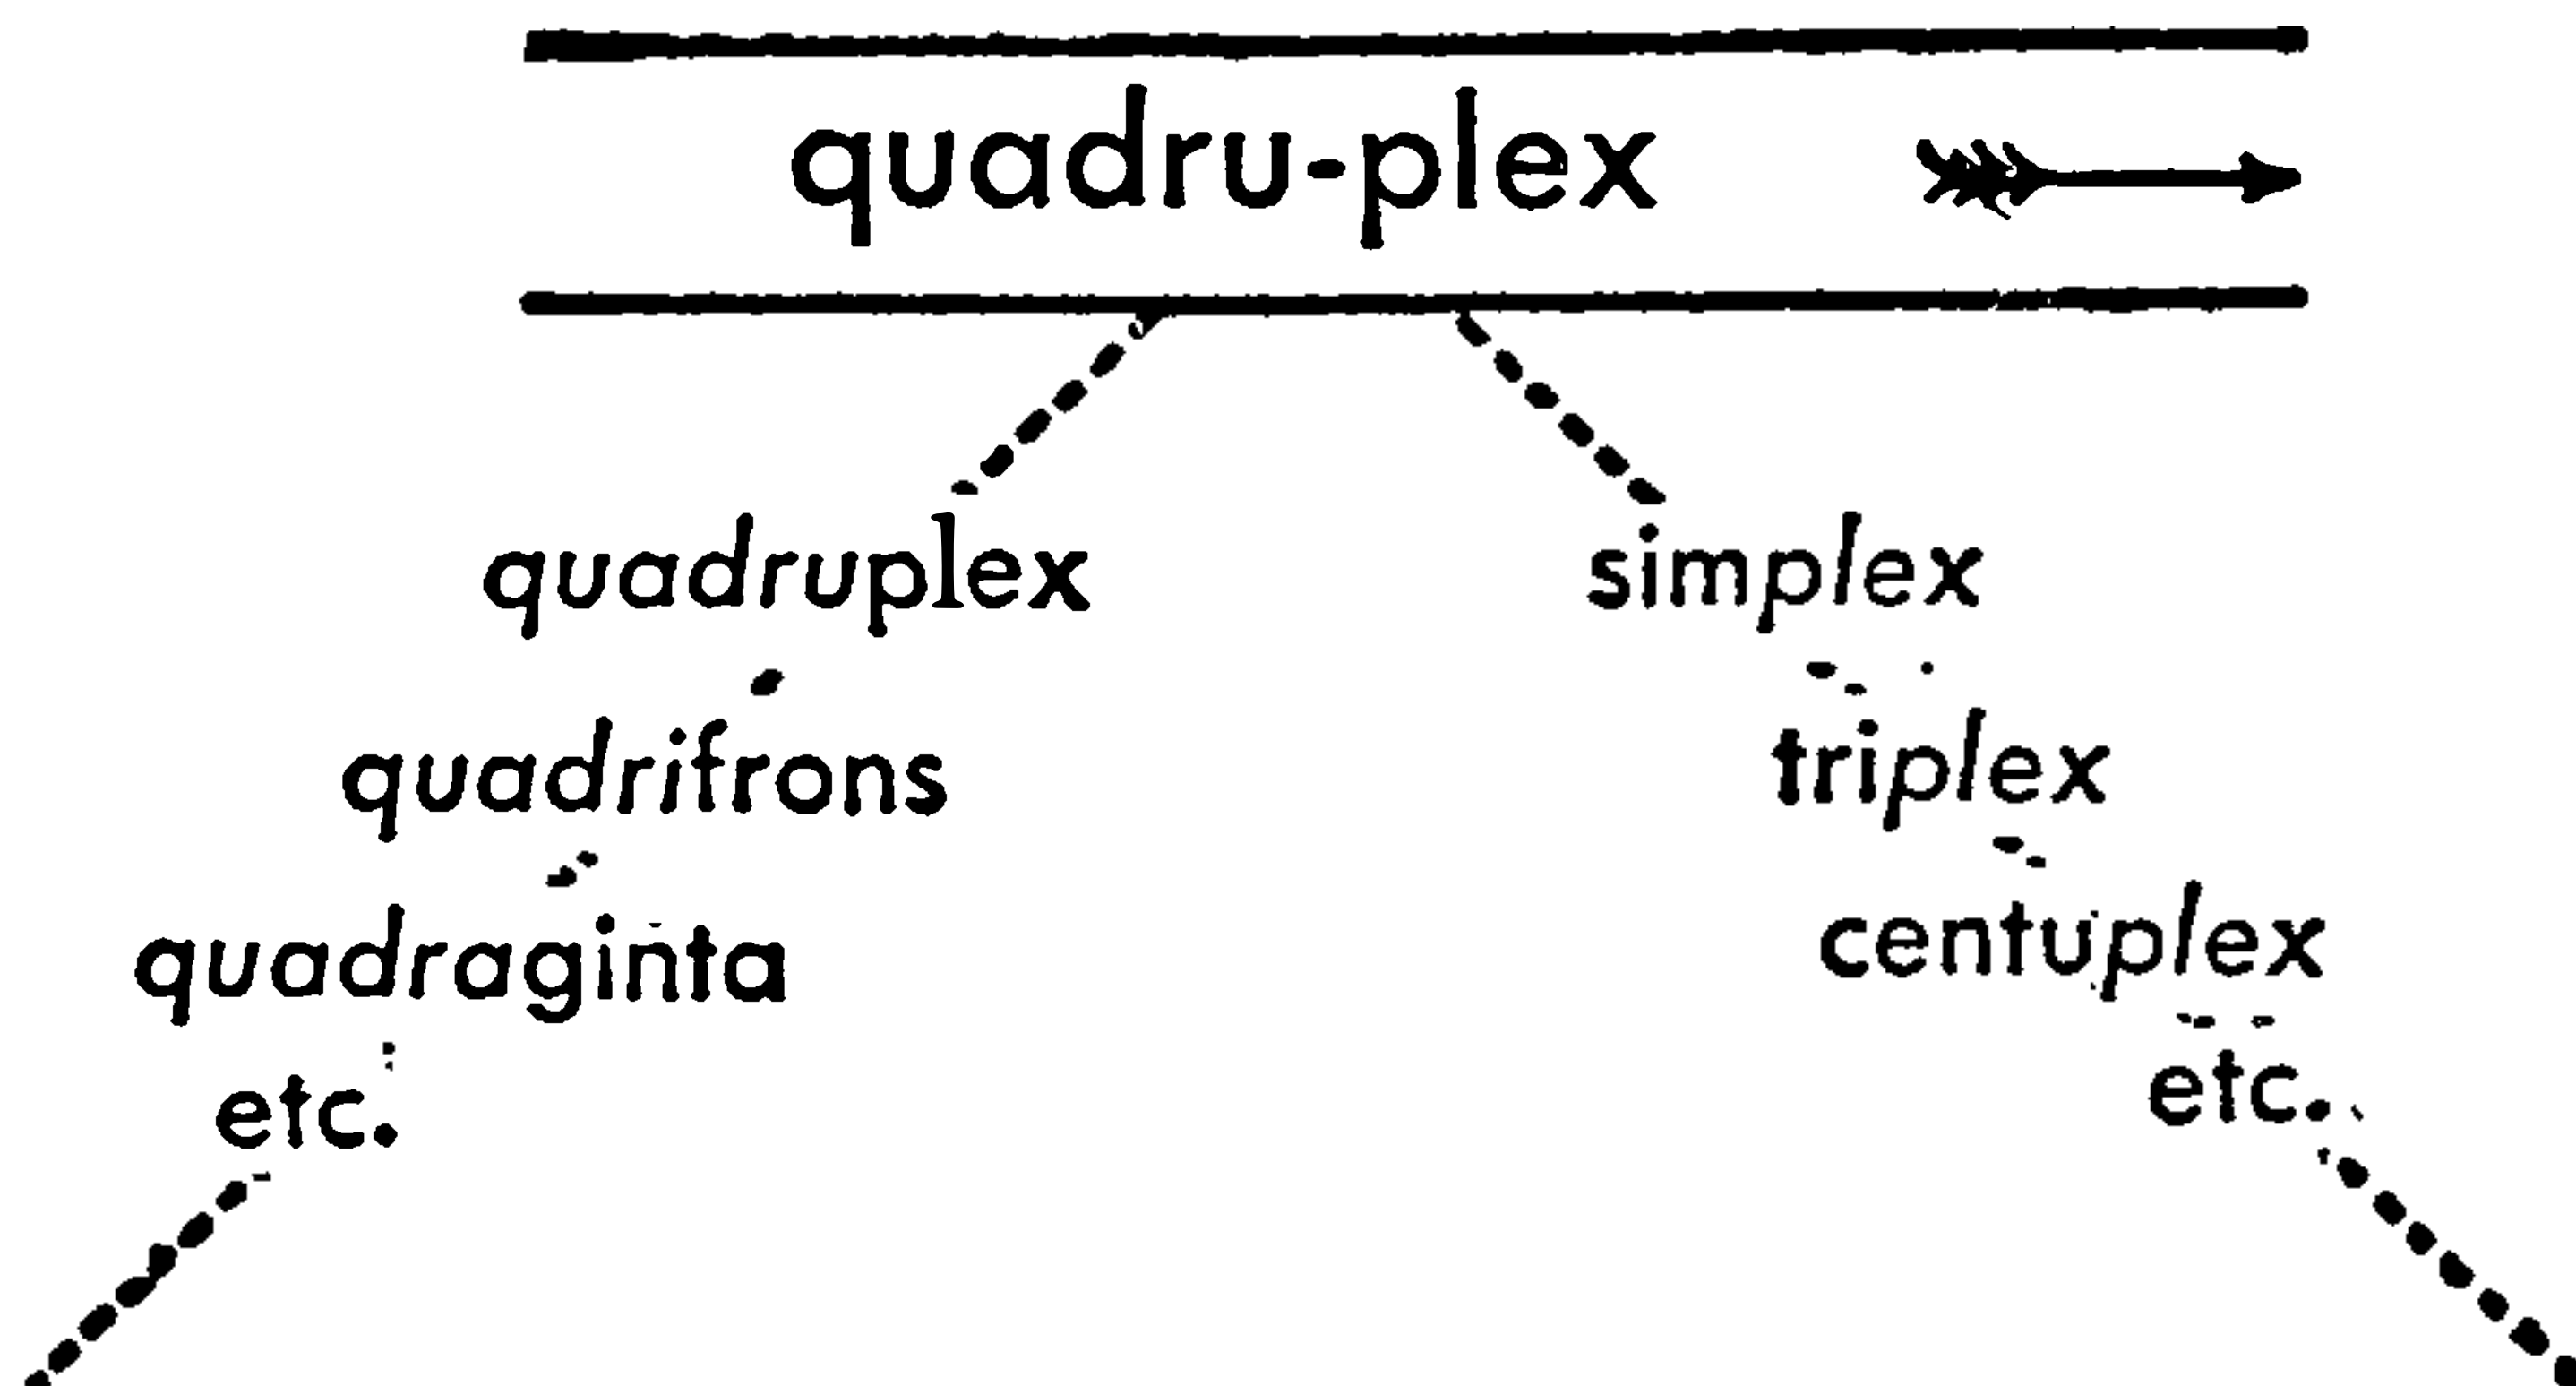 quadru-plex
quadruplex simplex
quadrifrons triplex
quadraginta centuplex
etc. etc.